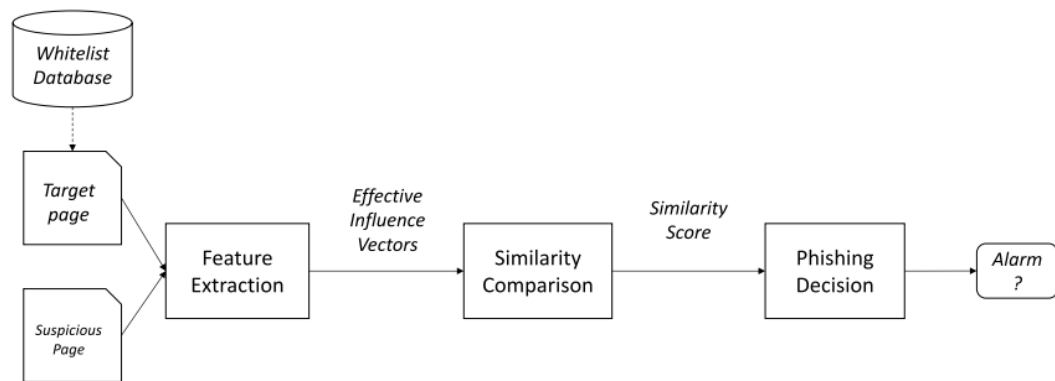 Whitelist
Database
Target
page
Suspicious
Page
Feature
Extraction
Effective
Influence
Vectors
Similarity
Comparison
Similarity
Score
Phishing
Decision
Alarm
?